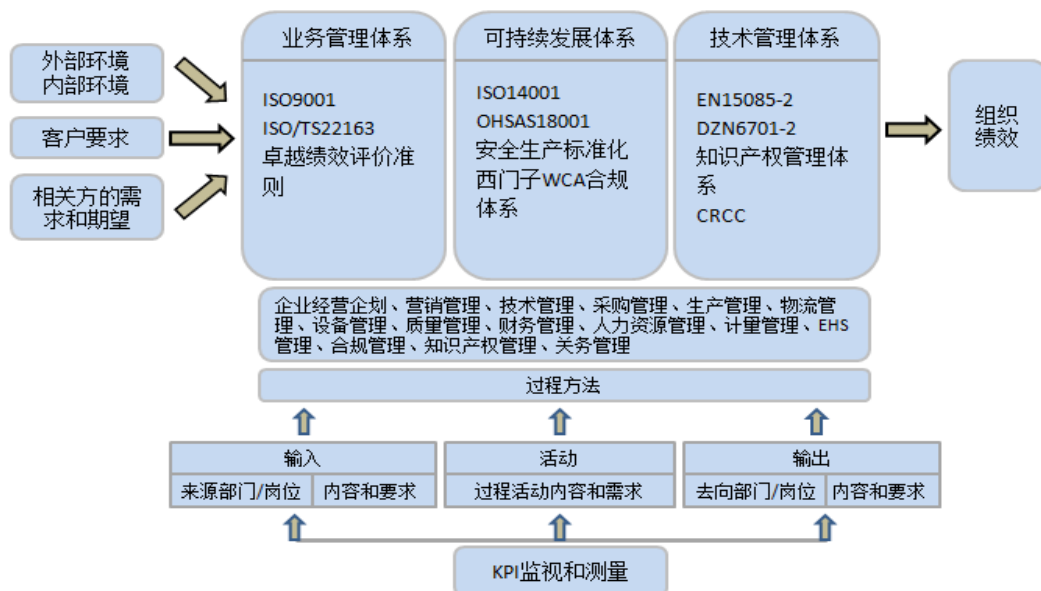 外部环境
内部环境
客户要求
相关方的需
求和期望
业务管理体系
ISO9001
ISO/TS22163
卓越绩效评价准
则
可持续发展体系
ISO14001
OHSAS18001
安全生产标准化
西门子WCA合规
体系
技术管理体系
EN15085-2
DZN6701-2
知识产权管理体
系
CRCC
组织
绩效
企业经营企划、营销管理、技术管理、采购管理、生产管理、物流管
理、设备管理、质量管理、财务管理、人力资源管理、计量管理、EHS
管理、合规管理、知识产权管理、关务管理
过程方法
输入
来源部门/岗位
内容和要求
活动
过程活动内容和需求
输出
去向部门/岗位
内容和要求
KPI监视和测量